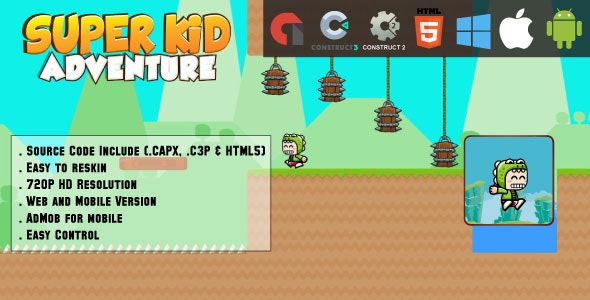 SUPER KiD
ADVENTURE
CONSTRUCT 3
CONSTRUCT 2
HTML
5
. Source Code Include (.CAPX, .C3P & HTML5)
. Easy to reskin
. 720P HD Resolution
. Web and Mobile Version
. AdMob for mobile
. Easy Control